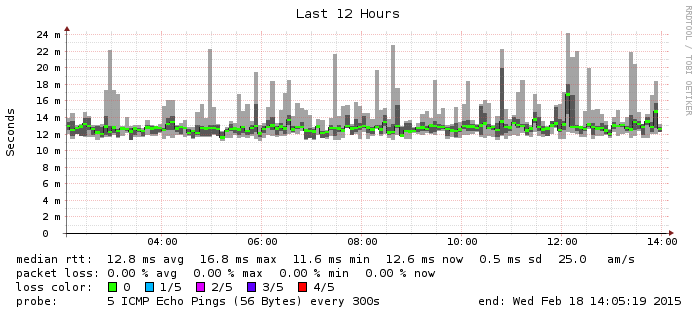 Last 12 Hours
RRDTOOL / TOBI OETIKER
Seconds
24 m
22 m
20 m
18 m
16 m
14 m
12 m
10 m
8 m
6 m
4 m
2 m
0
04:00 06:00 08:00 10:00 12:00 14:00
median rtt: 12.8 ms avg 16.8 ms max 11.6 ms min 12.6 ms now 0.5 ms sd 25.0 am/s
packet loss: 0.00 % avg 0.00 % max 0.00 % min 0.00 % now
loss color: 0 1/5 2/5 3/5 4/5
probe: 5 ICMP Echo Pings (56 Bytes) every 300s end: Wed Feb 18 14:05:19 2015